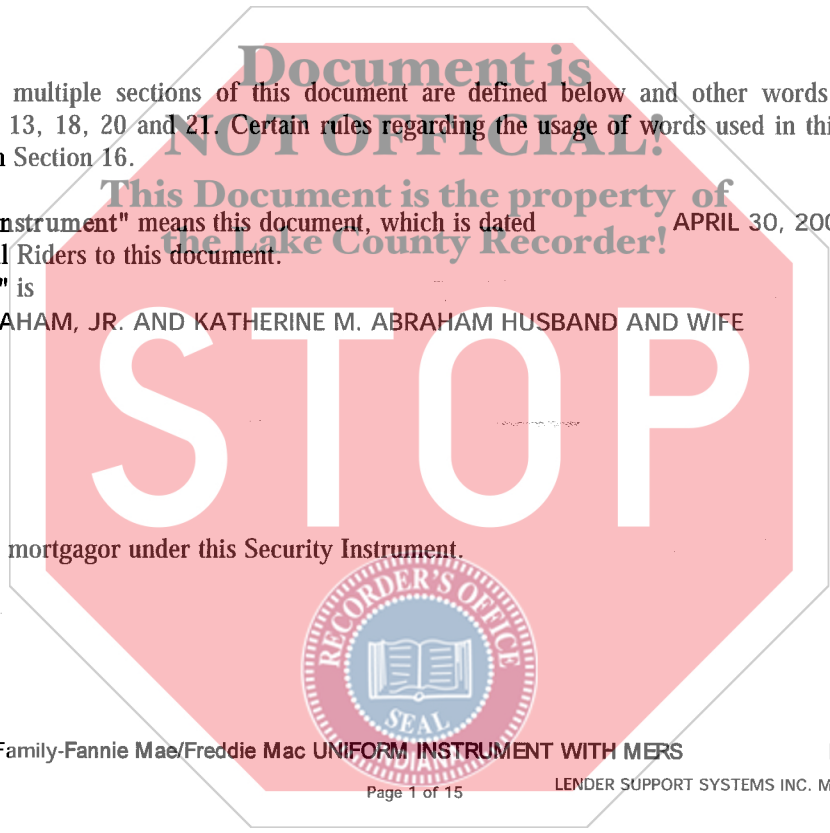 Document is
multiple sections of this document are defined below and other words
13, 18, 20 and 21. Certain rules regarding the usage of words used in thi
NOT OFFICIAL!
n Section 16.
This Document is the property of
nstrument" means this document, which is dated APRIL 30, 200
the Lake County Recorder!
l Riders to this document.
" is
AHAM, JR. AND KATHERINE M. ABRAHAM HUSBAND AND WIFE
STOP
mortgagor under this Security Instrument.
RECORDER'S OFFICE
SEAL
INDIANA
Family-Fannie Mae/Freddie Mac UNIFORM INSTRUMENT WITH MERS
Page 1 of 15
LENDER SUPPORT SYSTEMS INC. M